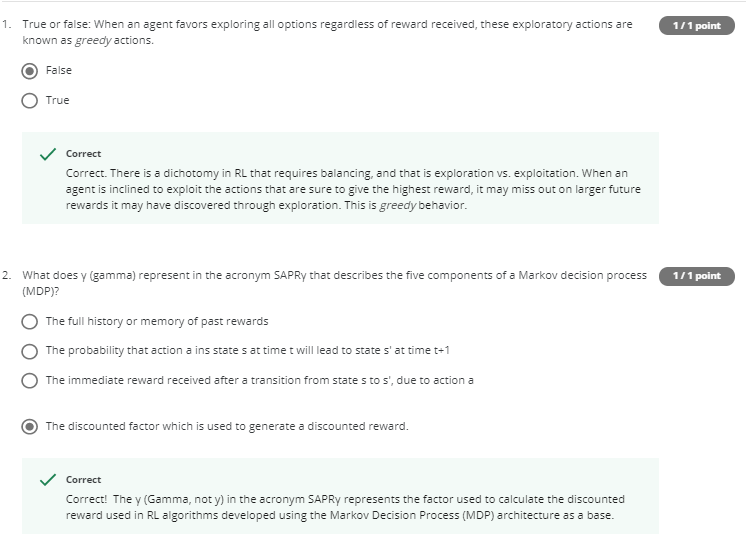 1. True or false: When an agent favors exploring all options regardless of reward received, these exploratory actions are
1 / 1 point
known as greedy actions.
False
True
Correct
Correct. There is a dichotomy in RL that requires balancing, and that is exploration vs. exploitation. When an
agent is inclined to exploit the actions that are sure to give the highest reward, it may miss out on larger future
rewards it may have discovered through exploration. This is greedy behavior.
2. What does γ (gamma) represent in the acronym SAPRγ that describes the five components of a Markov decision process
1 / 1 point
(MDP)?
The full history or memory of past rewards
The probability that action a ins state s at time t will lead to state s' at time t+1
The immediate reward received after a transition from state s to s', due to action a
The discounted factor which is used to generate a discounted reward.
Correct
Correct! The γ (Gamma, not y) in the acronym SAPRγ represents the factor used to calculate the discounted
reward used in RL algorithms developed using the Markov Decision Process (MDP) architecture as a base.